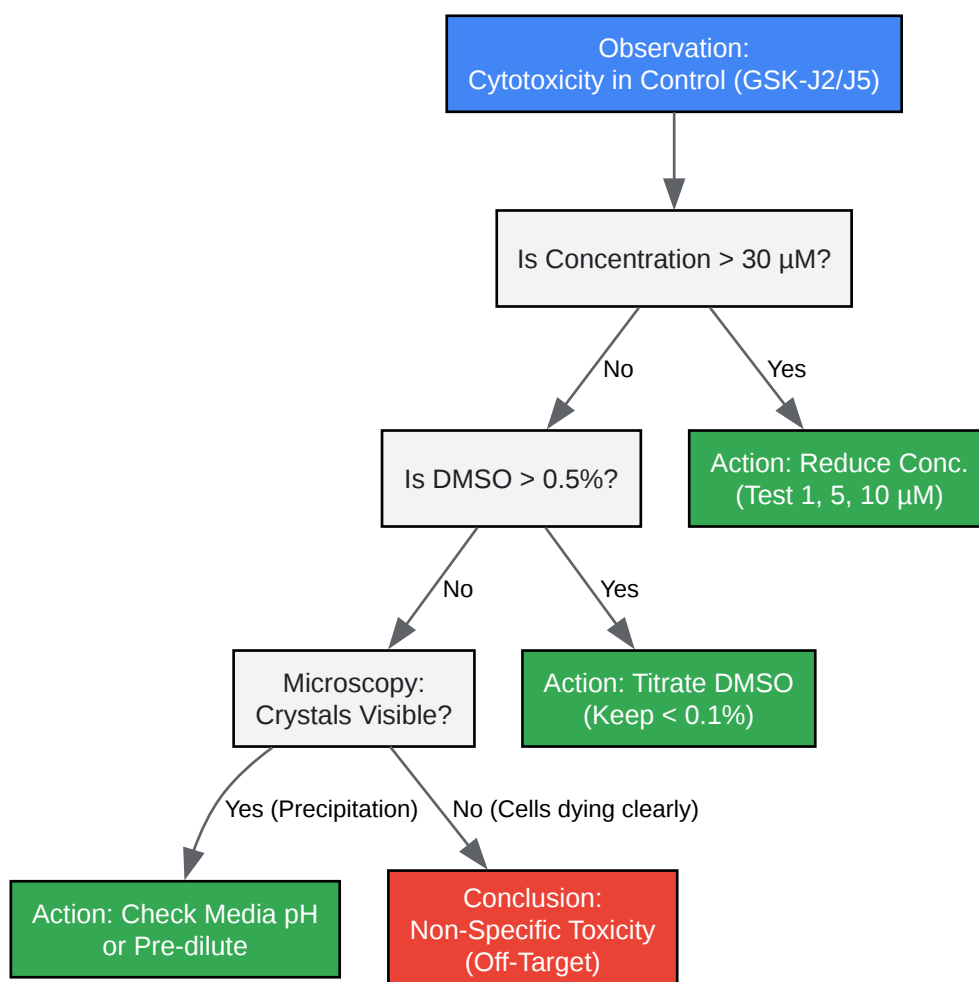 Observation:
Cytotoxicity in Control (GSK-J2/J5)
Is Concentration > 30 µM?
No
Yes
Is DMSO > 0.5%?
Action: Reduce Conc.
(Test 1, 5, 10 µM)
No
Yes
Microscopy:
Crystals Visible?
Action: Titrate DMSO
(Keep < 0.1%)
Yes (Precipitation)
No (Cells dying clearly)
Action: Check Media pH
or Pre-dilute
Conclusion:
Non-Specific Toxicity
(Off-Target)